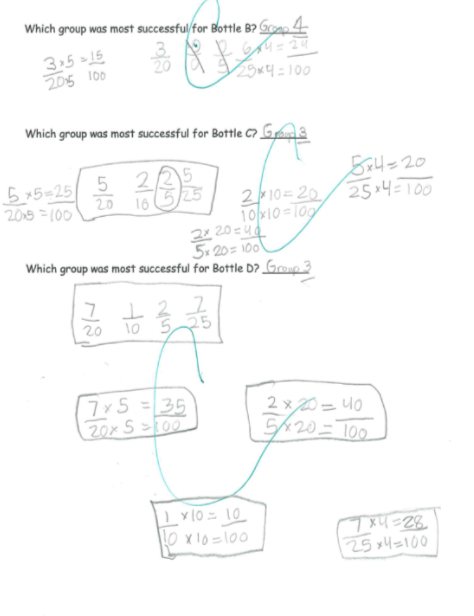 Which group was most successful for Bottle B? Group 4
3×5=15
20×5 100
3 0 0 6×4=24
20 0 5 25×4=100
Which group was most successful for Bottle C? Group 3
5×5=25
20×5=100
5 2 2 5
20 10 5 25
2×10=20
10×10=100
5×4=20
25×4=100
2×20=40
5×20=100
Which group was most successful for Bottle D? Group 3
7 1 2 7
20 10 5 25
7×5=35
20×5=100
2×20=40
5×20=100
1×10=10
10×10=100
7×4=28
25×4=100